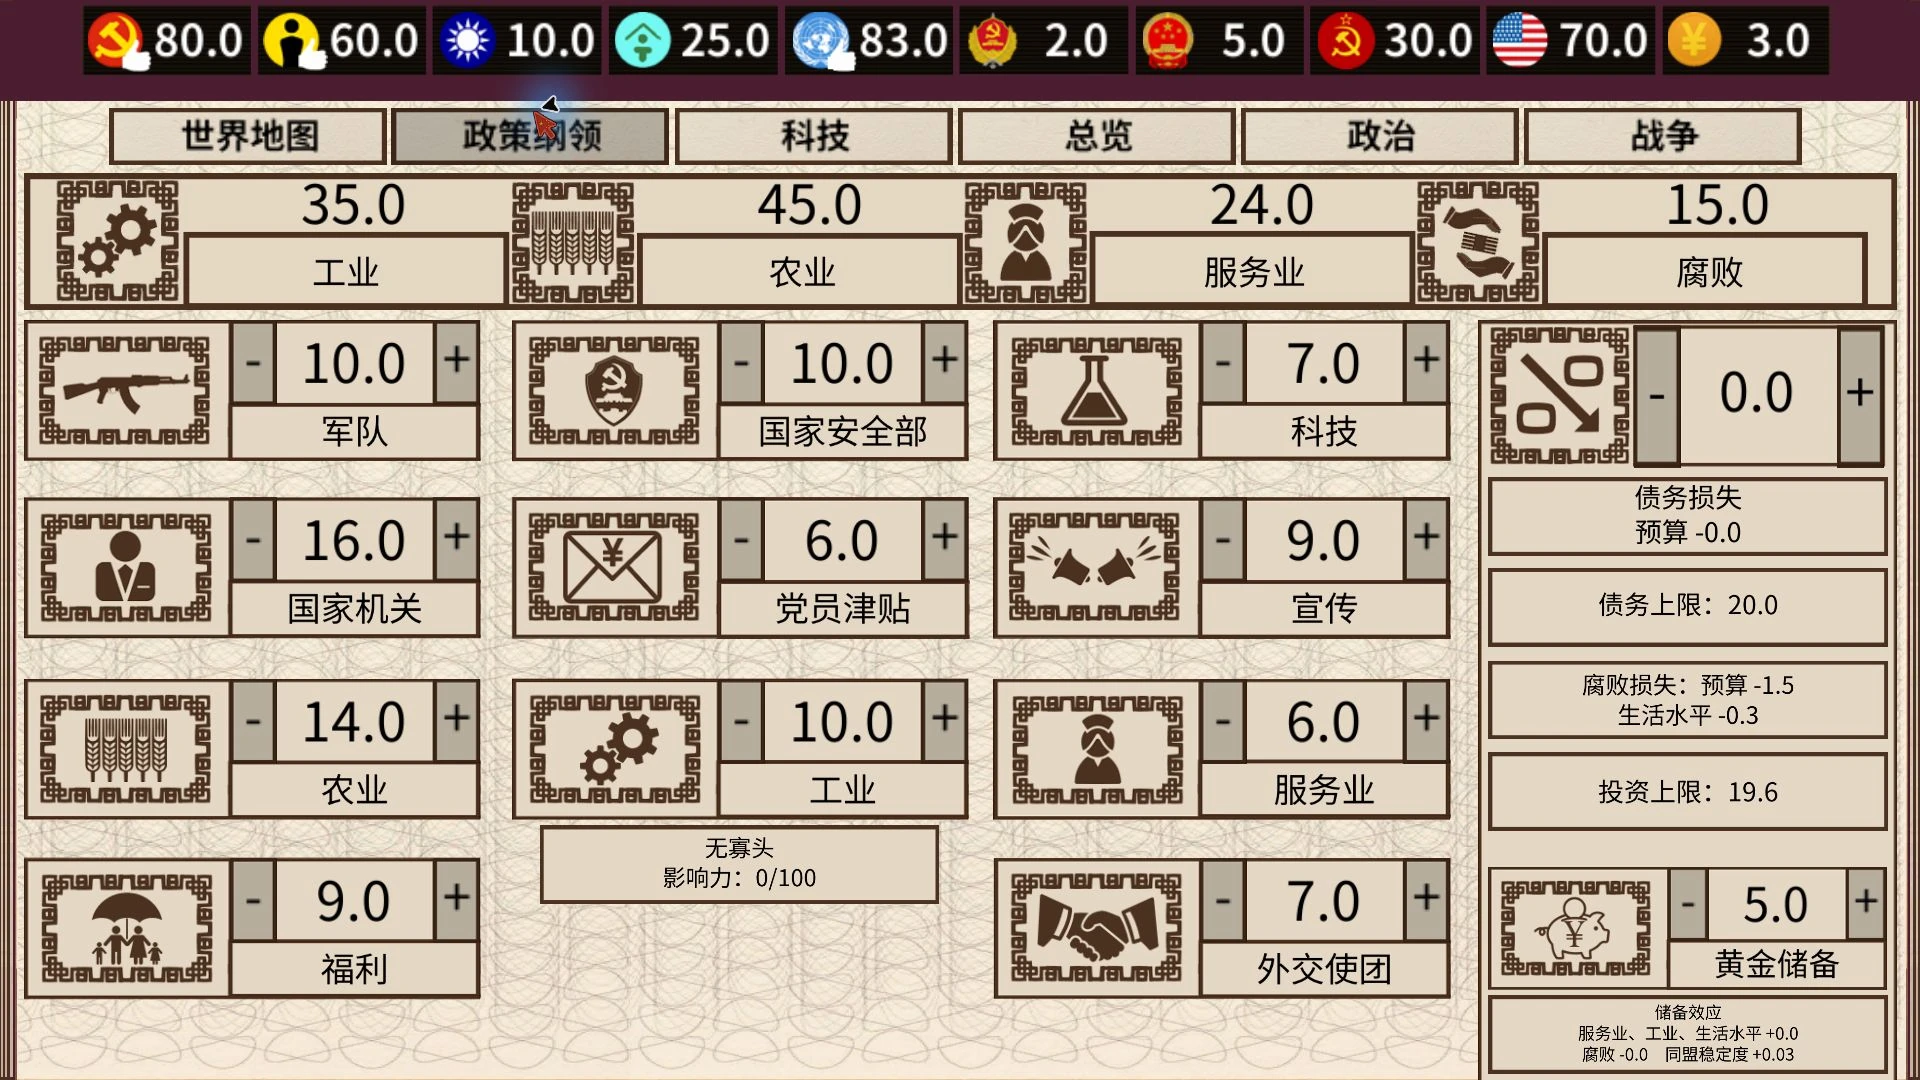 80.0 60.0 10.0 25.0 83.0 2.0 5.0 30.0 70.0 ¥ 3.0
世界地图 政策纲领 科技 总览 政治 战争
35.0 45.0 24.0 15.0
工业 农业 服务业 腐败
- 10.0 + - 10.0 + - 7.0 + - 0.0 +
军队 国家安全部 科技
债务损失
预算 -0.0
- 16.0 + ¥ - 6.0 + - 9.0 +
国家机关 党员津贴 宣传
债务上限：20.0
腐败损失：预算 -1.5
生活水平 -0.3
- 14.0 + - 10.0 + - 6.0 +
农业 工业 服务业
投资上限：19.6
无寡头
影响力：0/100
- 9.0 + - 7.0 + ¥ - 5.0 +
福利 外交使团 黄金储备
储备效应
服务业、工业、生活水平 +0.0
腐败 -0.0 同盟稳定度 +0.03